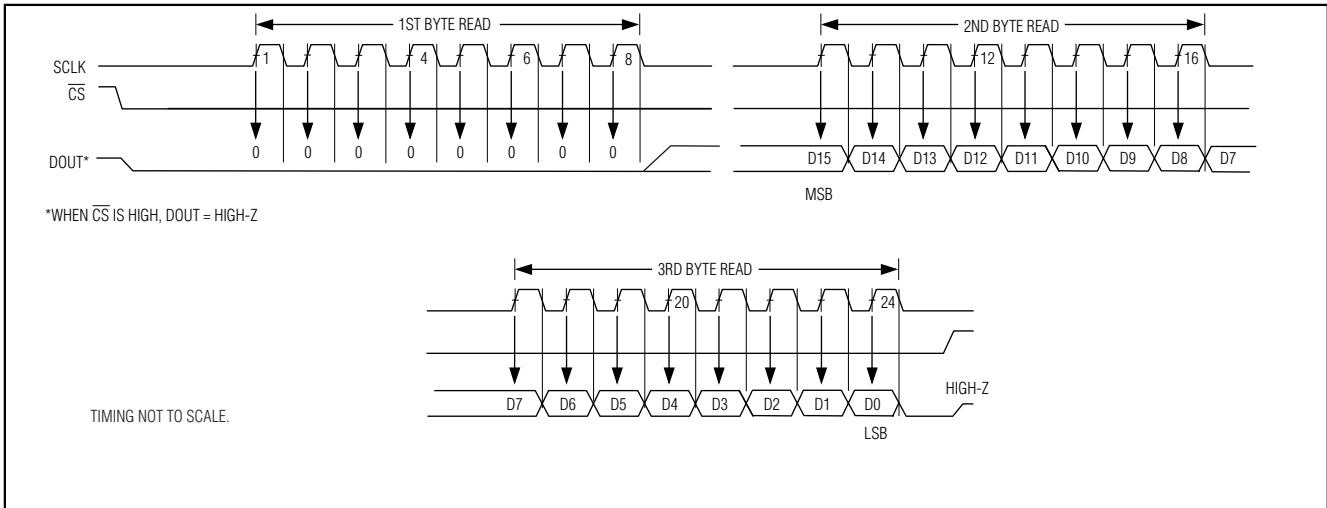 1ST BYTE READ
2ND BYTE READ
SCLK
1 4 6 8 12 16
CS
DOUT*
0 0 0 0 0 0 0 0
D15 D14 D13 D12 D11 D10 D9 D8 D7
MSB
*WHEN CS IS HIGH, DOUT = HIGH-Z
3RD BYTE READ
20 24
HIGH-Z
D7 D6 D5 D4 D3 D2 D1 D0
LSB
TIMING NOT TO SCALE.